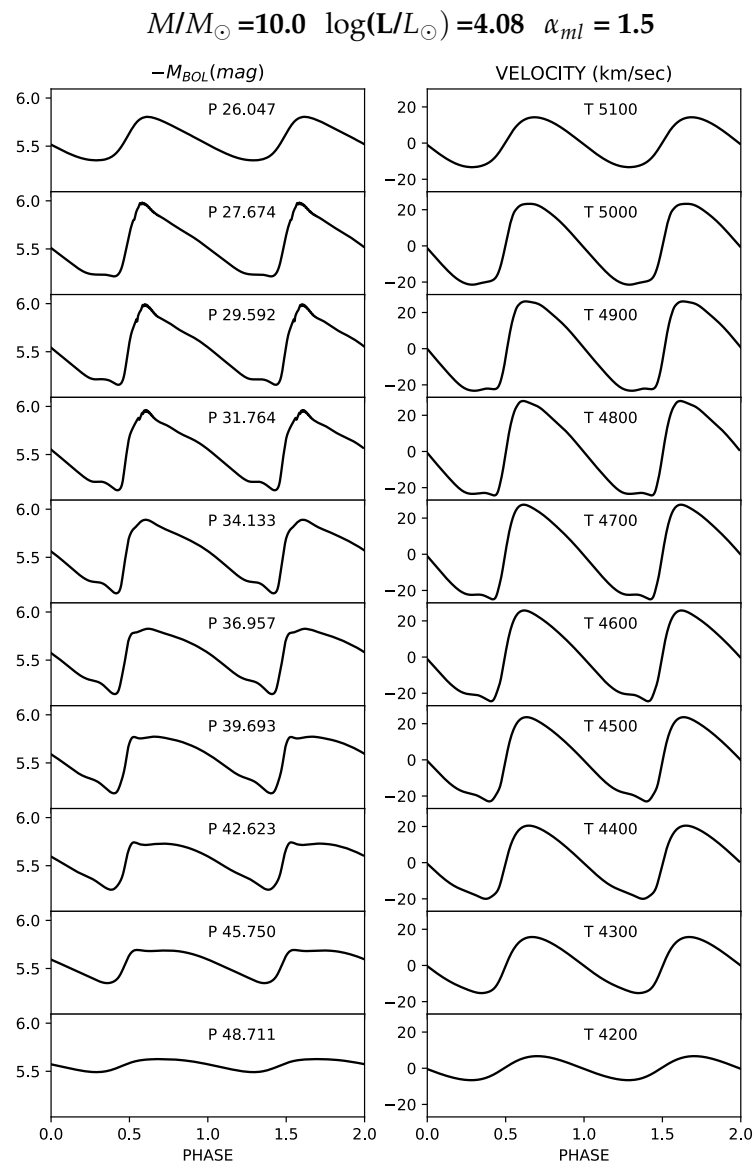 M/M☉ =10.0 log(L/L☉) =4.08 αml = 1.5
−MBOL(mag) VELOCITY (km/sec)
6.0 P 26.047 20 T 5100
5.5 0
−20
6.0 P 27.674 20 T 5000
5.5 0
−20
6.0 P 29.592 20 T 4900
5.5 0
−20
6.0 P 31.764 20 T 4800
5.5 0
−20
6.0 P 34.133 20 T 4700
5.5 0
−20
6.0 P 36.957 20 T 4600
5.5 0
−20
6.0 P 39.693 20 T 4500
5.5 0
−20
6.0 P 42.623 20 T 4400
5.5 0
−20
6.0 P 45.750 20 T 4300
5.5 0
−20
6.0 P 48.711 20 T 4200
5.5 0
−20
0.0 0.5 1.0 1.5 2.0 0.0 0.5 1.0 1.5 2.0
PHASE PHASE